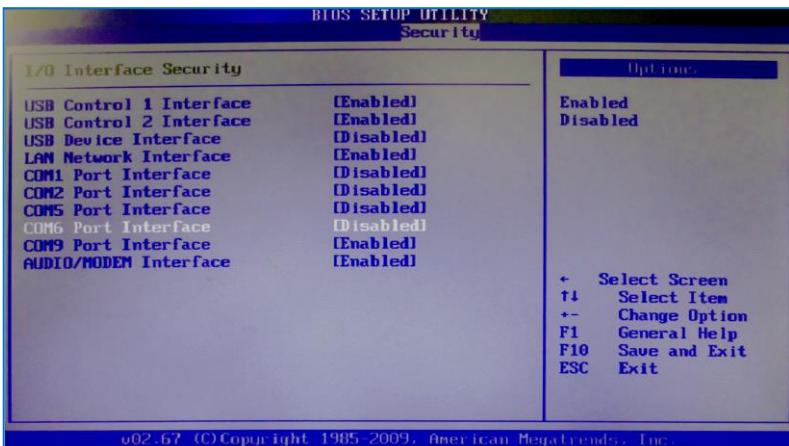 BIOS SETUP UTILITY
Security
I/O Interface Security
USB Control 1 Interface [Enabled]
USB Control 2 Interface [Enabled]
USB Device Interface [Disabled]
LAN Network Interface [Enabled]
COM1 Port Interface [Disabled]
COM2 Port Interface [Disabled]
COM5 Port Interface [Disabled]
COM6 Port Interface [Disabled]
COM9 Port Interface [Enabled]
AUDIO/MODEM Interface [Enabled]
Options
Enabled
Disabled
← Select Screen
↑↓ Select Item
+- Change Option
F1 General Help
F10 Save and Exit
ESC Exit
v02.67 (C)Copyright 1985-2009, American Megatrends, Inc.